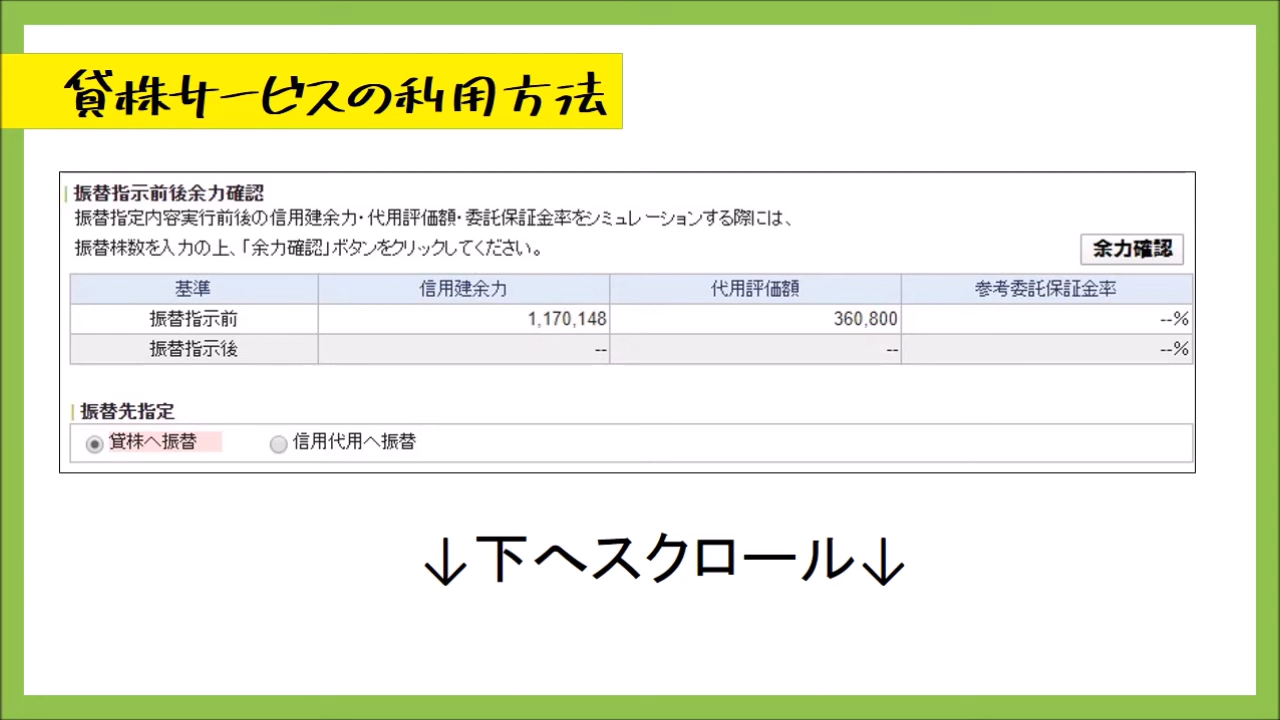 貸株サービスの利用方法
振替指示前後余力確認
振替指定内容実行前後の信用建余力・代用評価額・委託保証金率をシミュレーションする際には、
振替株数を入力の上、「余力確認」ボタンをクリックしてください。
余力確認
基準 信用建余力 代用評価額 参考委託保証金率
振替指示前 1,170,148 360,800 --%
振替指示後 -- -- --%
振替先指定
貸株へ振替 信用代用へ振替
↓下へスクロール↓